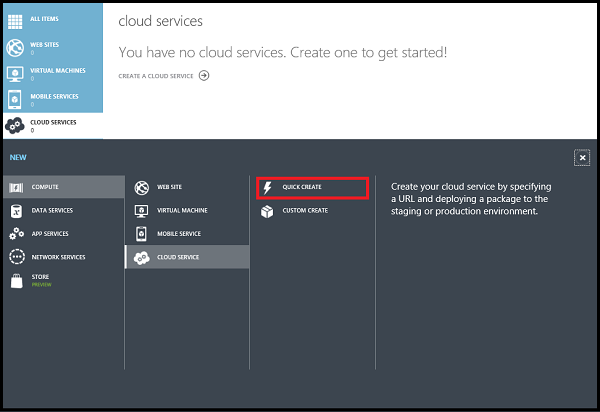 ALL ITEMS
WEB SITES
0
VIRTUAL MACHINES
0
MOBILE SERVICES
0
CLOUD SERVICES
0
cloud services
You have no cloud services. Create one to get started!
CREATE A CLOUD SERVICE
NEW
COMPUTE
DATA SERVICES
APP SERVICES
NETWORK SERVICES
STORE
PREVIEW
WEB SITE
VIRTUAL MACHINE
MOBILE SERVICE
CLOUD SERVICE
QUICK CREATE
CUSTOM CREATE
Create your cloud service by specifying
a URL and deploying a package to the
staging or production environment.